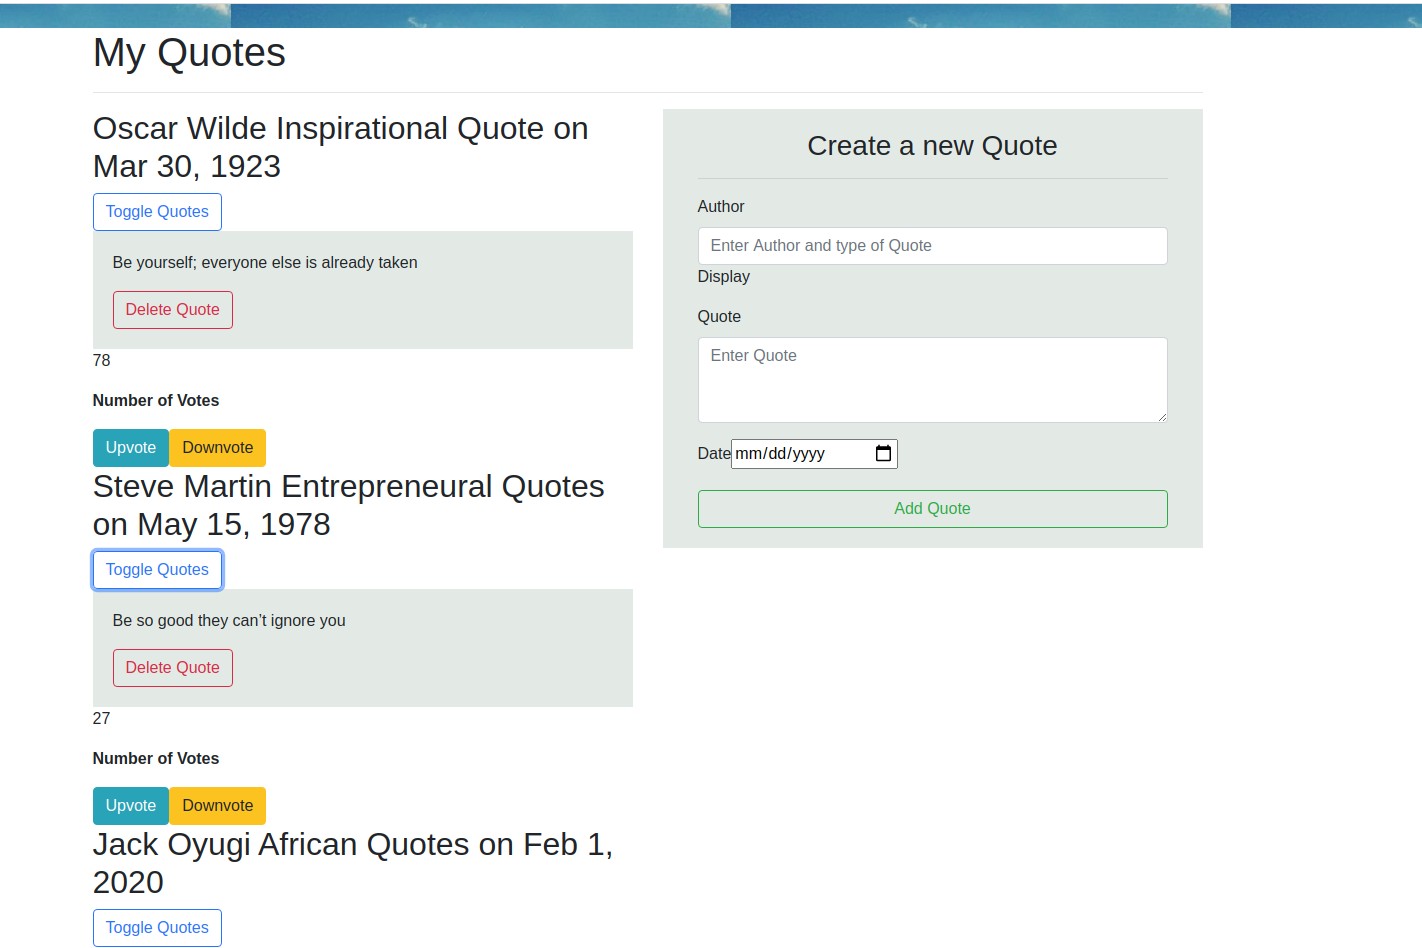 My Quotes
Oscar Wilde Inspirational Quote on
Mar 30, 1923
Toggle Quotes
Be yourself; everyone else is already taken
Delete Quote
78
Number of Votes
Upvote Downvote
Steve Martin Entrepreneural Quotes
on May 15, 1978
Toggle Quotes
Be so good they can’t ignore you
Delete Quote
27
Number of Votes
Upvote Downvote
Jack Oyugi African Quotes on Feb 1,
2020
Toggle Quotes
Create a new Quote
Author
Enter Author and type of Quote
Display
Quote
Enter Quote
Date mm/dd/yyyy
Add Quote